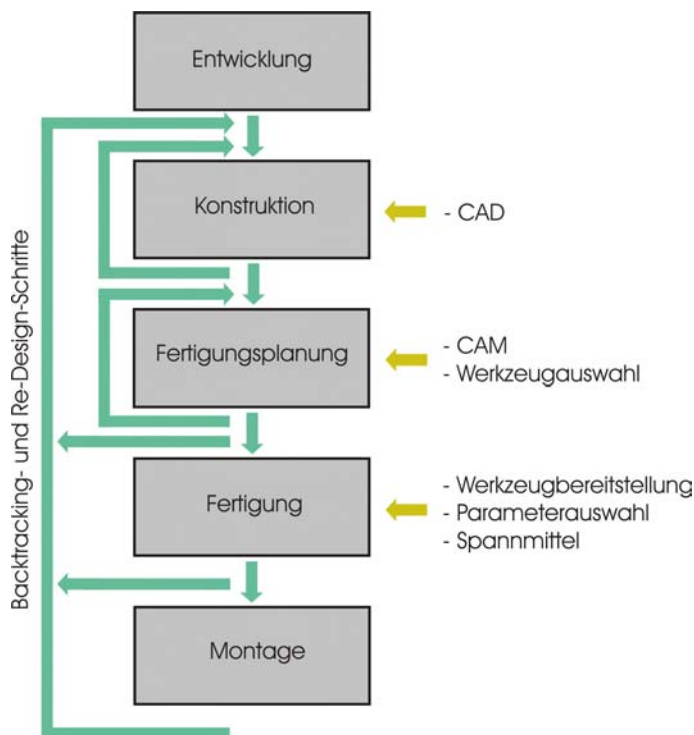 Entwicklung
Konstruktion
- CAD
Fertigungsplanung
- CAM
- Werkzeugauswahl
Fertigung
- Werkzeugbereitstellung
- Parameterauswahl
- Spannmittel
Montage
Backtracking- und Re-Design-Schritte